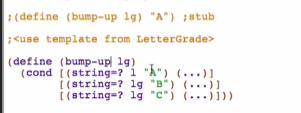 ;(define (bump-up lg) "A") ;stub
;<use template from LetterGrade>
(define (bump-up lg)
(cond [(string=? l "A") (...)]
[(string=? lg "B") (...)]
[(string=? lg "C") (...)]))